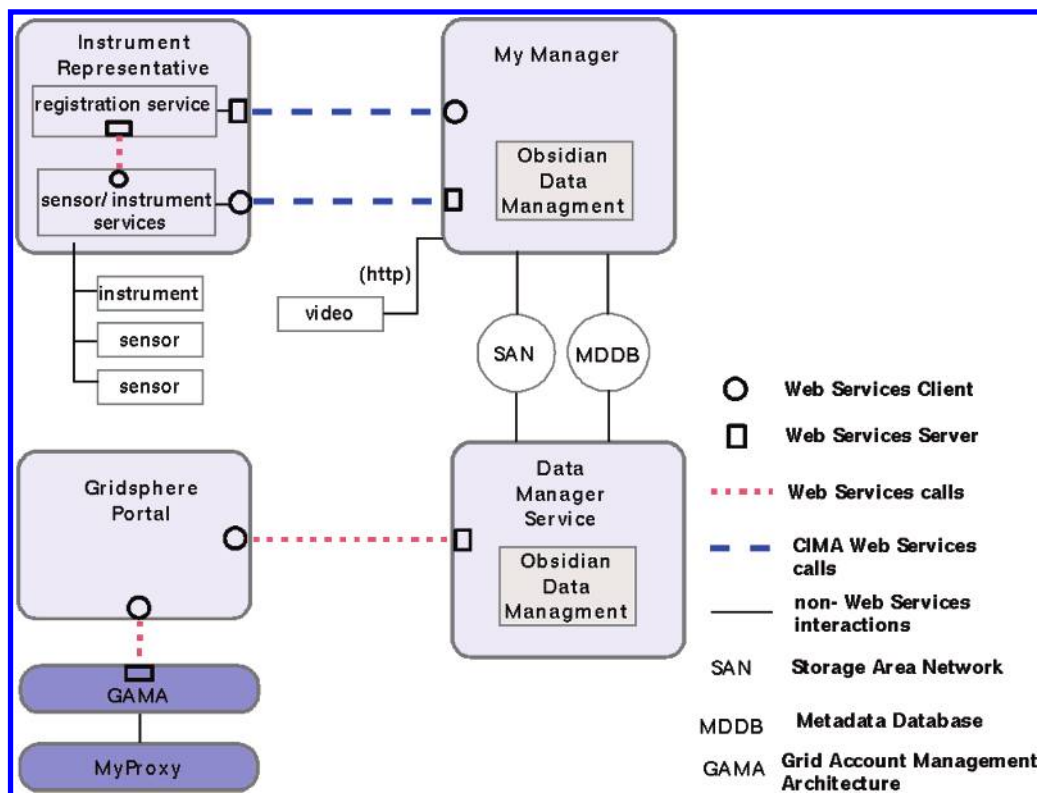 Instrument
Representative
registration service
sensor/ instrument
services
instrument
sensor
sensor
My Manager
Obsidian
Data
Managment
(http)
video
SAN
MDDB
Gridsphere
Portal
GAMA
MyProxy
Data
Manager
Service
Obsidian
Data
Managment
Web Services Client
Web Services Server
Web Services calls
CIMA Web Services
calls
non- Web Services
interactions
SAN Storage Area Network
MDDB Metadata Database
GAMA Grid Account Management
Architecture